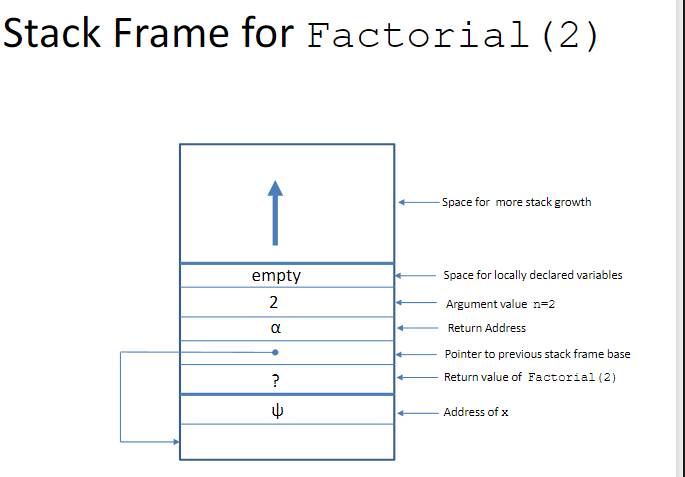 Stack Frame for Factorial(2)
Space for more stack growth
empty
Space for locally declared variables
2
Argument value n=2
α
Return Address
Pointer to previous stack frame base
?
Return value of Factorial(2)
ψ
Address of x